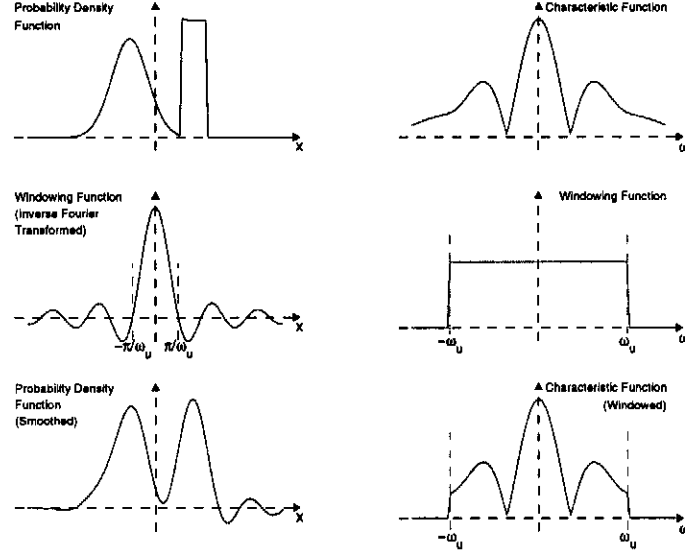 Probability Density
Function
X
Characteristic Function
ω
Windowing Function
(Inverse Fourier
Transformed)
-π/ω_u
π/ω_u
X
Windowing Function
-ω_u
ω_u
ω
Probability Density
Function
(Smoothed)
X
Characteristic Function
(Windowed)
-ω_u
ω_u
ω